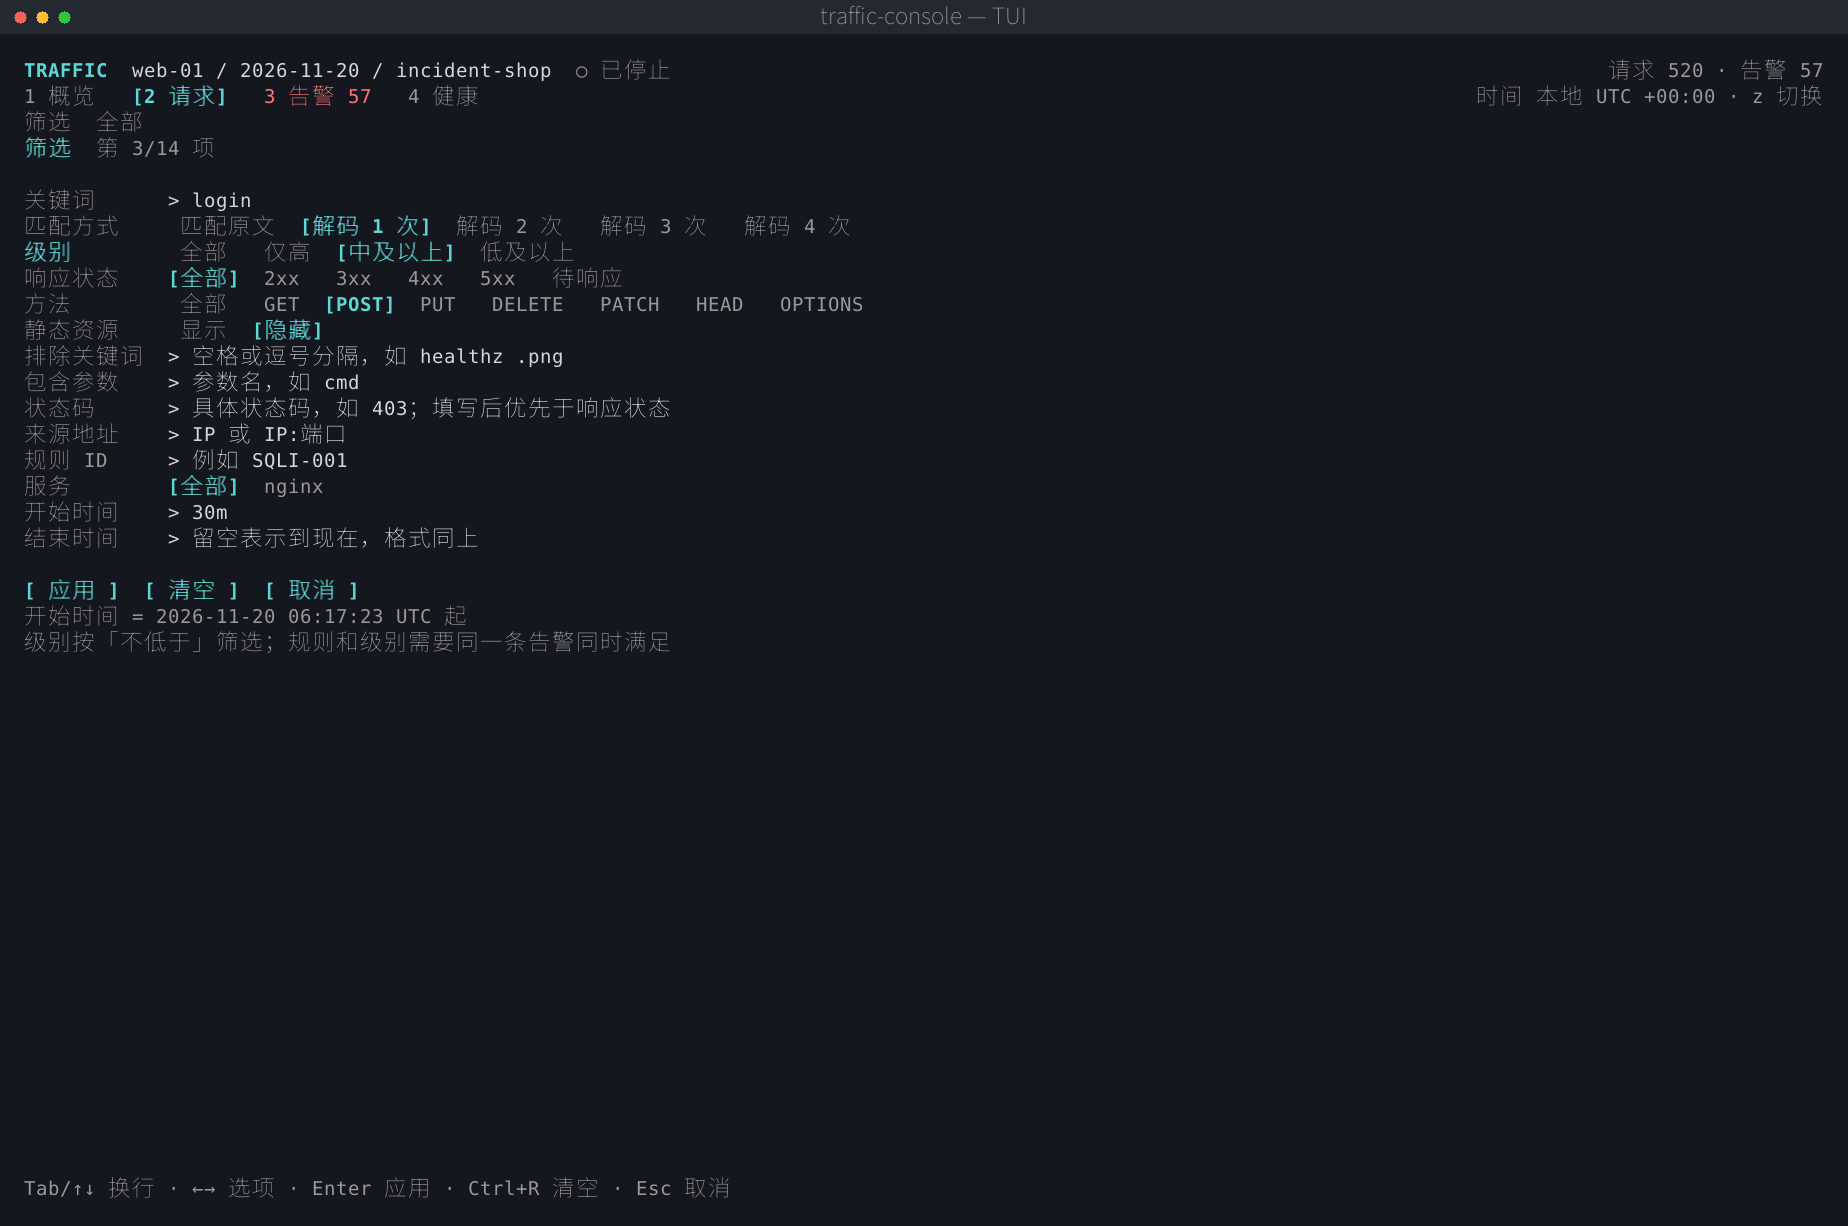 traffic-console — TUI
TRAFFIC  web-01 / 2026-11-20 / incident-shop  ○ 已停止  请求 520 · 告警 57
1 概览  [2 请求]  3 告警 57  4 健康  时间 本地 UTC +00:00 · z 切换
筛选  全部
筛选  第 3/14 项
关键词  > login
匹配方式  匹配原文  [解码 1 次]  解码 2 次  解码 3 次  解码 4 次
级别  全部  仅高  [中及以上]  低及以上
响应状态  [全部]  2xx  3xx  4xx  5xx  待响应
方法  全部  GET  [POST]  PUT  DELETE  PATCH  HEAD  OPTIONS
静态资源  显示  [隐藏]
排除关键词  > 空格或逗号分隔，如 healthz .png
包含参数  > 参数名，如 cmd
状态码  > 具体状态码，如 403；填写后优先于响应状态
来源地址  > IP 或 IP:端口
规则 ID  > 例如 SQLI-001
服务  [全部]  nginx
开始时间  > 30m
结束时间  > 留空表示到现在，格式同上
[ 应用 ]  [ 清空 ]  [ 取消 ]
开始时间 = 2026-11-20 06:17:23 UTC 起
级别按「不低于」筛选；规则和级别需要同一条告警同时满足
Tab/↑↓ 换行 · ←→ 选项 · Enter 应用 · Ctrl+R 清空 · Esc 取消